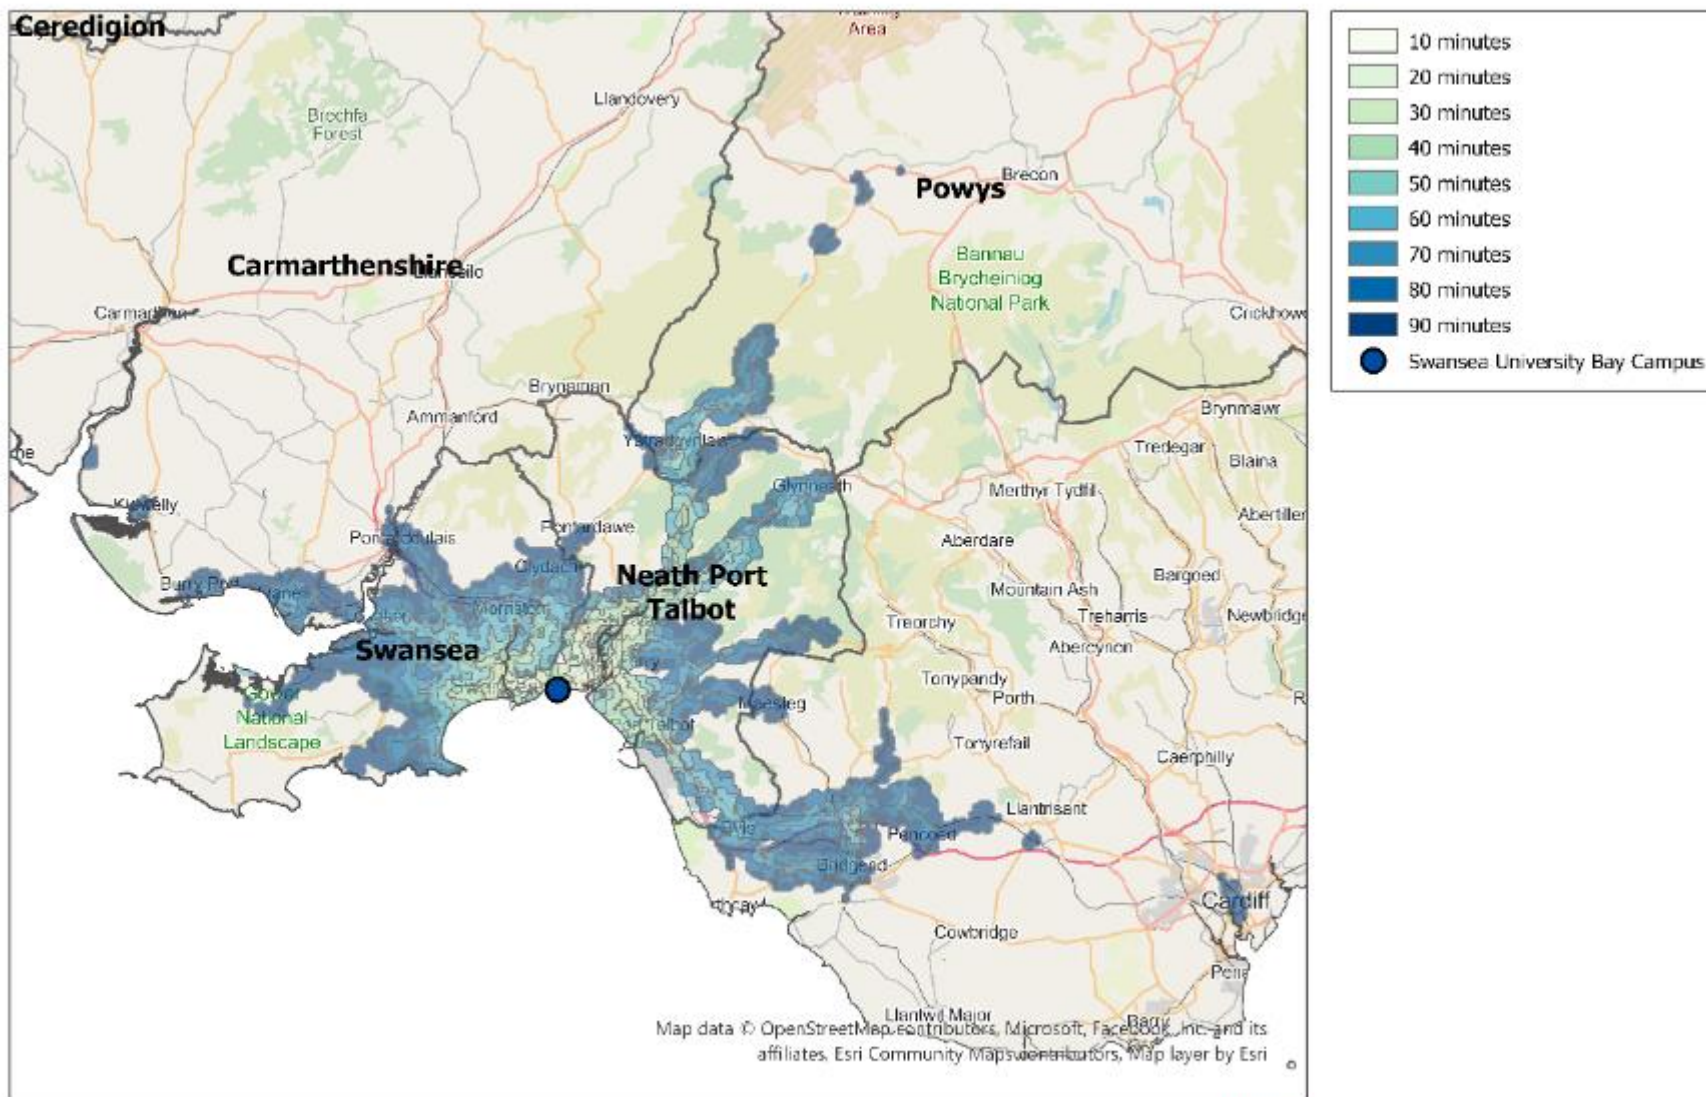 Ceredigion
Area
Llandovery
Brechfa
Forest
Brecon
Powys
Carmarthenshire
Bannau
Brycheiniog
National Park
Brynaman
Ammanford
Brynmawr
Tredegar
Blaina
Ystradgynlais
Glynneath
Merthyr Tydfil
Kidwelly
Pontardawe
Pontarddulais
Abertiller
Aberdare
Clydach
Neath Port
Talbot
Bargoed
Mountain Ash
Burry Port
Morriston
Treorchy
Treharris
Newbridge
Swansea
Abercynon
Tonypandy
Porth
Gower
National
Landscape
Maesteg
Tonyrefail
Caerphilly
Llantrisant
Pencoed
Bridgend
Cardiff
Cowbridge
Llantwit Major
Barry
Map data © OpenStreetMap contributors, Microsoft, Facebook, Inc. and its
affiliates, Esri Community Maps contributors, Map layer by Esri
10 minutes
20 minutes
30 minutes
40 minutes
50 minutes
60 minutes
70 minutes
80 minutes
90 minutes
Swansea University Bay Campus